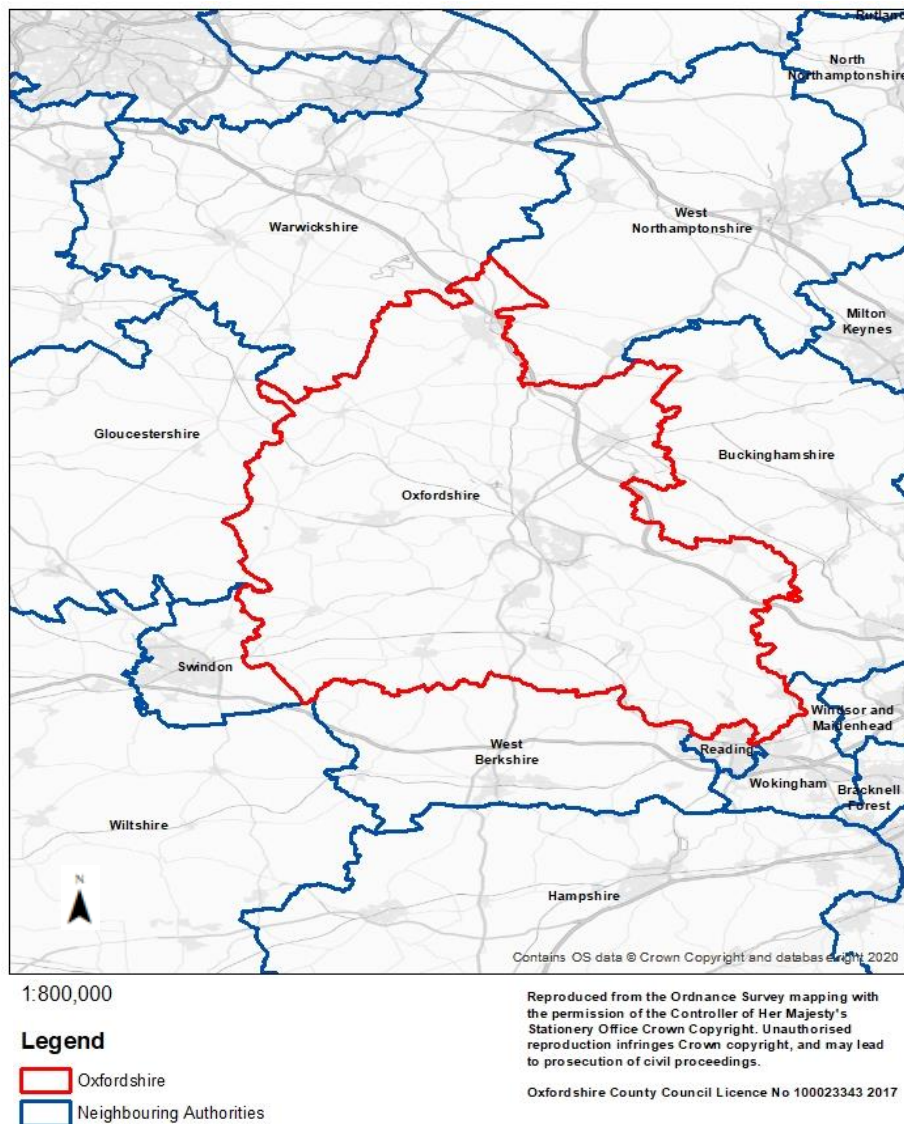 Rutland
North
Northamptonshire
West
Northamptonshire
Warwickshire
Milton
Keynes
Gloucestershire
Buckinghamshire
Oxfordshire
Swindon
Windsor and
Maidenhead
West
Berkshire
Reading
Wokingham
Bracknell
Forest
Wiltshire
Hampshire
N
Contains OS data © Crown Copyright and database right 2020
1:800,000
Legend
Oxfordshire
Neighbouring Authorities
Reproduced from the Ordnance Survey mapping with
the permission of the Controller of Her Majesty's
Stationery Office Crown Copyright. Unauthorised
reproduction infringes Crown copyright, and may lead
to prosecution of civil proceedings.
Oxfordshire County Council Licence No 100023343 2017